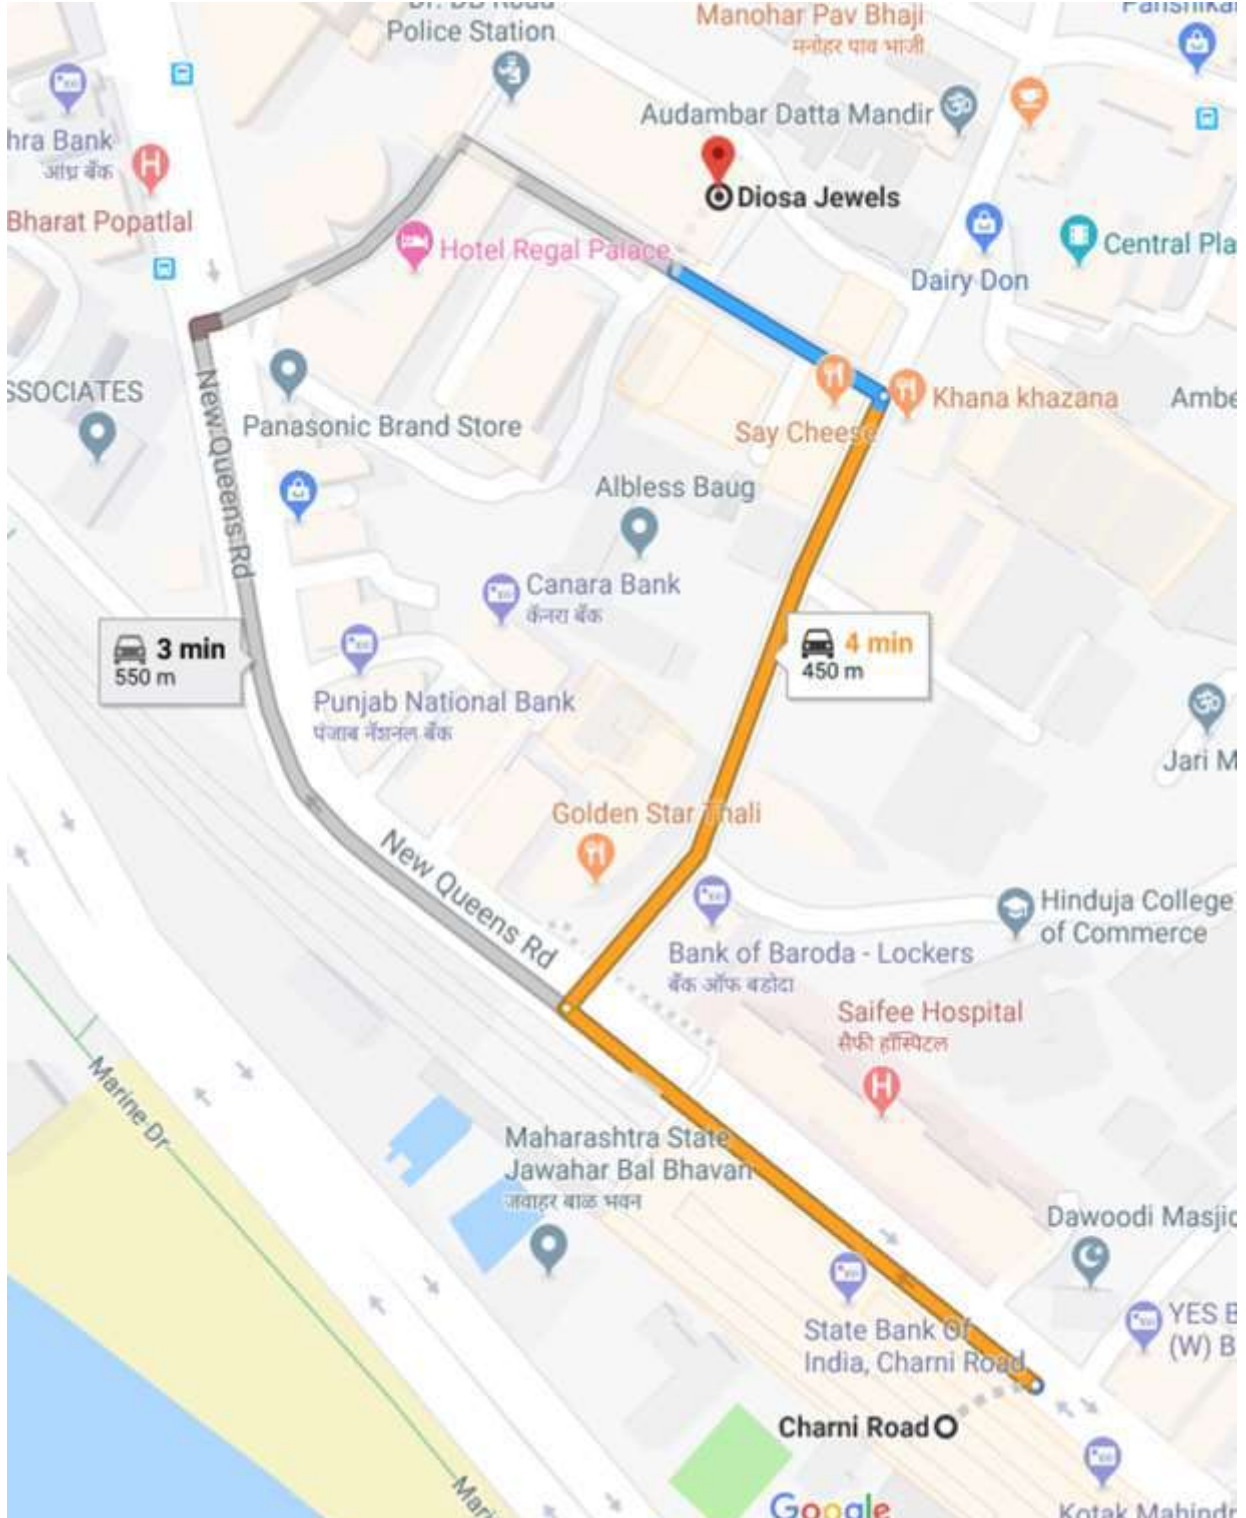 Police Station
Manohar Pav Bhaji
मनोहर पाव भाजी
Audambar Datta Mandir
hra Bank
आंध्र बँक
Bharat Popatlal
Diosa Jewels
Hotel Regal Palace
Central Pla
Dairy Don
SSOCIATES
New Queens Rd
Panasonic Brand Store
Khana khazana
Ambe
Say Cheese
Albless Baug
Canara Bank
कॅनरा बँक
3 min
550 m
4 min
450 m
Punjab National Bank
पंजाब नॅशनल बँक
Jari M
Golden Star Thali
New Queens Rd
Hinduja College
of Commerce
Bank of Baroda - Lockers
बँक ऑफ बडोदा
Saifee Hospital
सैफी हॉस्पिटल
Marine Dr
Maharashtra State
Jawahar Bal Bhavan
जवाहर बाळ भवन
Dawoodi Masjid
State Bank Of
India, Charni Road
YES B
(W) B
Charni Road
Mari
Google
Kotak Mahindr